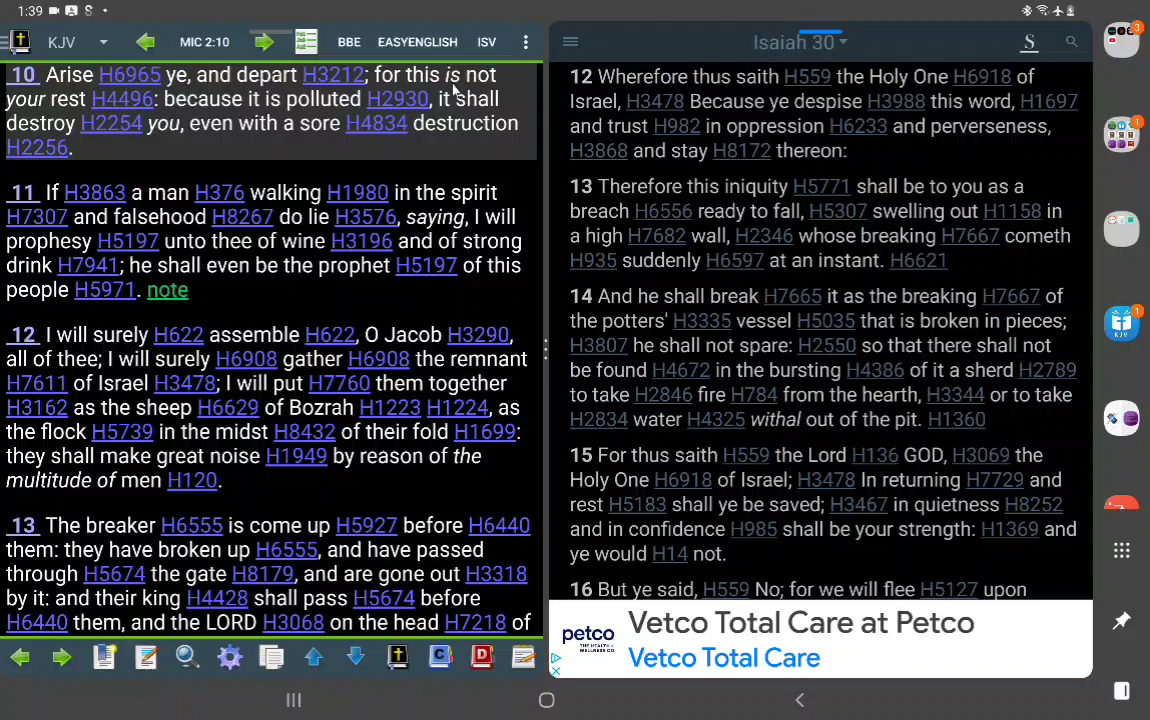 1:39
KJV
MIC 2:10
BBE
EASYENGLISH
ISV
10 Arise H6965 ye, and depart H3212; for this is not
your rest H4496: because it is polluted H2930, it shall
destroy H2254 you, even with a sore H4834 destruction
H2256.
11 If H3863 a man H376 walking H1980 in the spirit
H7307 and falsehood H8267 do lie H3576, saying, I will
prophesy H5197 unto thee of wine H3196 and of strong
drink H7941; he shall even be the prophet H5197 of this
people H5971. note
12 I will surely H622 assemble H622, O Jacob H3290,
all of thee; I will surely H6908 gather H6908 the remnant
H7611 of Israel H3478; I will put H7760 them together
H3162 as the sheep H6629 of Bozrah H1223 H1224, as
the flock H5739 in the midst H8432 of their fold H1699:
they shall make great noise H1949 by reason of the
multitude of men H120.
13 The breaker H6555 is come up H5927 before H6440
them: they have broken up H6555, and have passed
through H5674 the gate H8179, and are gone out H3318
by it: and their king H4428 shall pass H5674 before
H6440 them, and the LORD H3068 on the head H7218 of
C
D
Isaiah 30
S
12 Wherefore thus saith H559 the Holy One H6918 of
Israel, H3478 Because ye despise H3988 this word, H1697
and trust H982 in oppression H6233 and perverseness,
H3868 and stay H8172 thereon:
13 Therefore this iniquity H5771 shall be to you as a
breach H6556 ready to fall, H5307 swelling out H1158 in
a high H7682 wall, H2346 whose breaking H7667 cometh
H935 suddenly H6597 at an instant. H6621
14 And he shall break H7665 it as the breaking H7667 of
the potters' H3335 vessel H5035 that is broken in pieces;
H3807 he shall not spare: H2550 so that there shall not
be found H4672 in the bursting H4386 of it a sherd H2789
to take H2846 fire H784 from the hearth, H3344 or to take
H2834 water H4325 withal out of the pit. H1360
15 For thus saith H559 the Lord H136 GOD, H3069 the
Holy One H6918 of Israel; H3478 In returning H7729 and
rest H5183 shall ye be saved; H3467 in quietness H8252
and in confidence H985 shall be your strength: H1369 and
ye would H14 not.
16 But ye said, H559 No; for we will flee H5127 upon
petco
THE HEALTH +
WELLNESS CO.
Vetco Total Care at Petco
Vetco Total Care
3
1
1
KJV